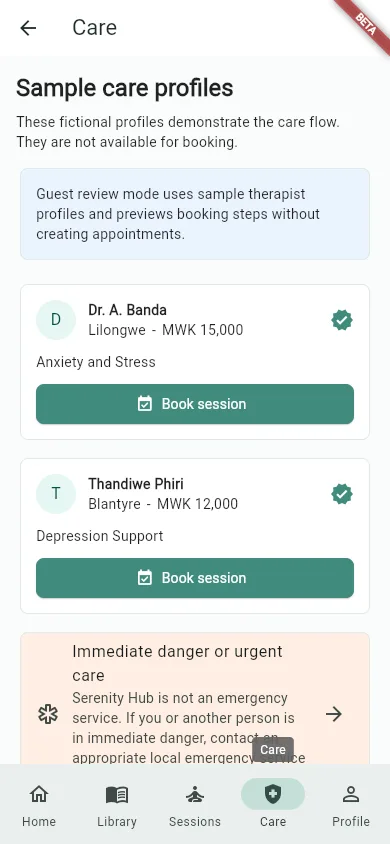 Care
BETA
Sample care profiles
These fictional profiles demonstrate the care flow.
They are not available for booking.
Guest review mode uses sample therapist
profiles and previews booking steps without
creating appointments.
D
Dr. A. Banda
Lilongwe - MWK 15,000
Anxiety and Stress
Book session
T
Thandiwe Phiri
Blantyre - MWK 12,000
Depression Support
Book session
Immediate danger or urgent
care
Serenity Hub is not an emergency
service. If you or another person is
in immediate danger, contact an
appropriate local emergency service
Care
Home
Library
Sessions
Care
Profile